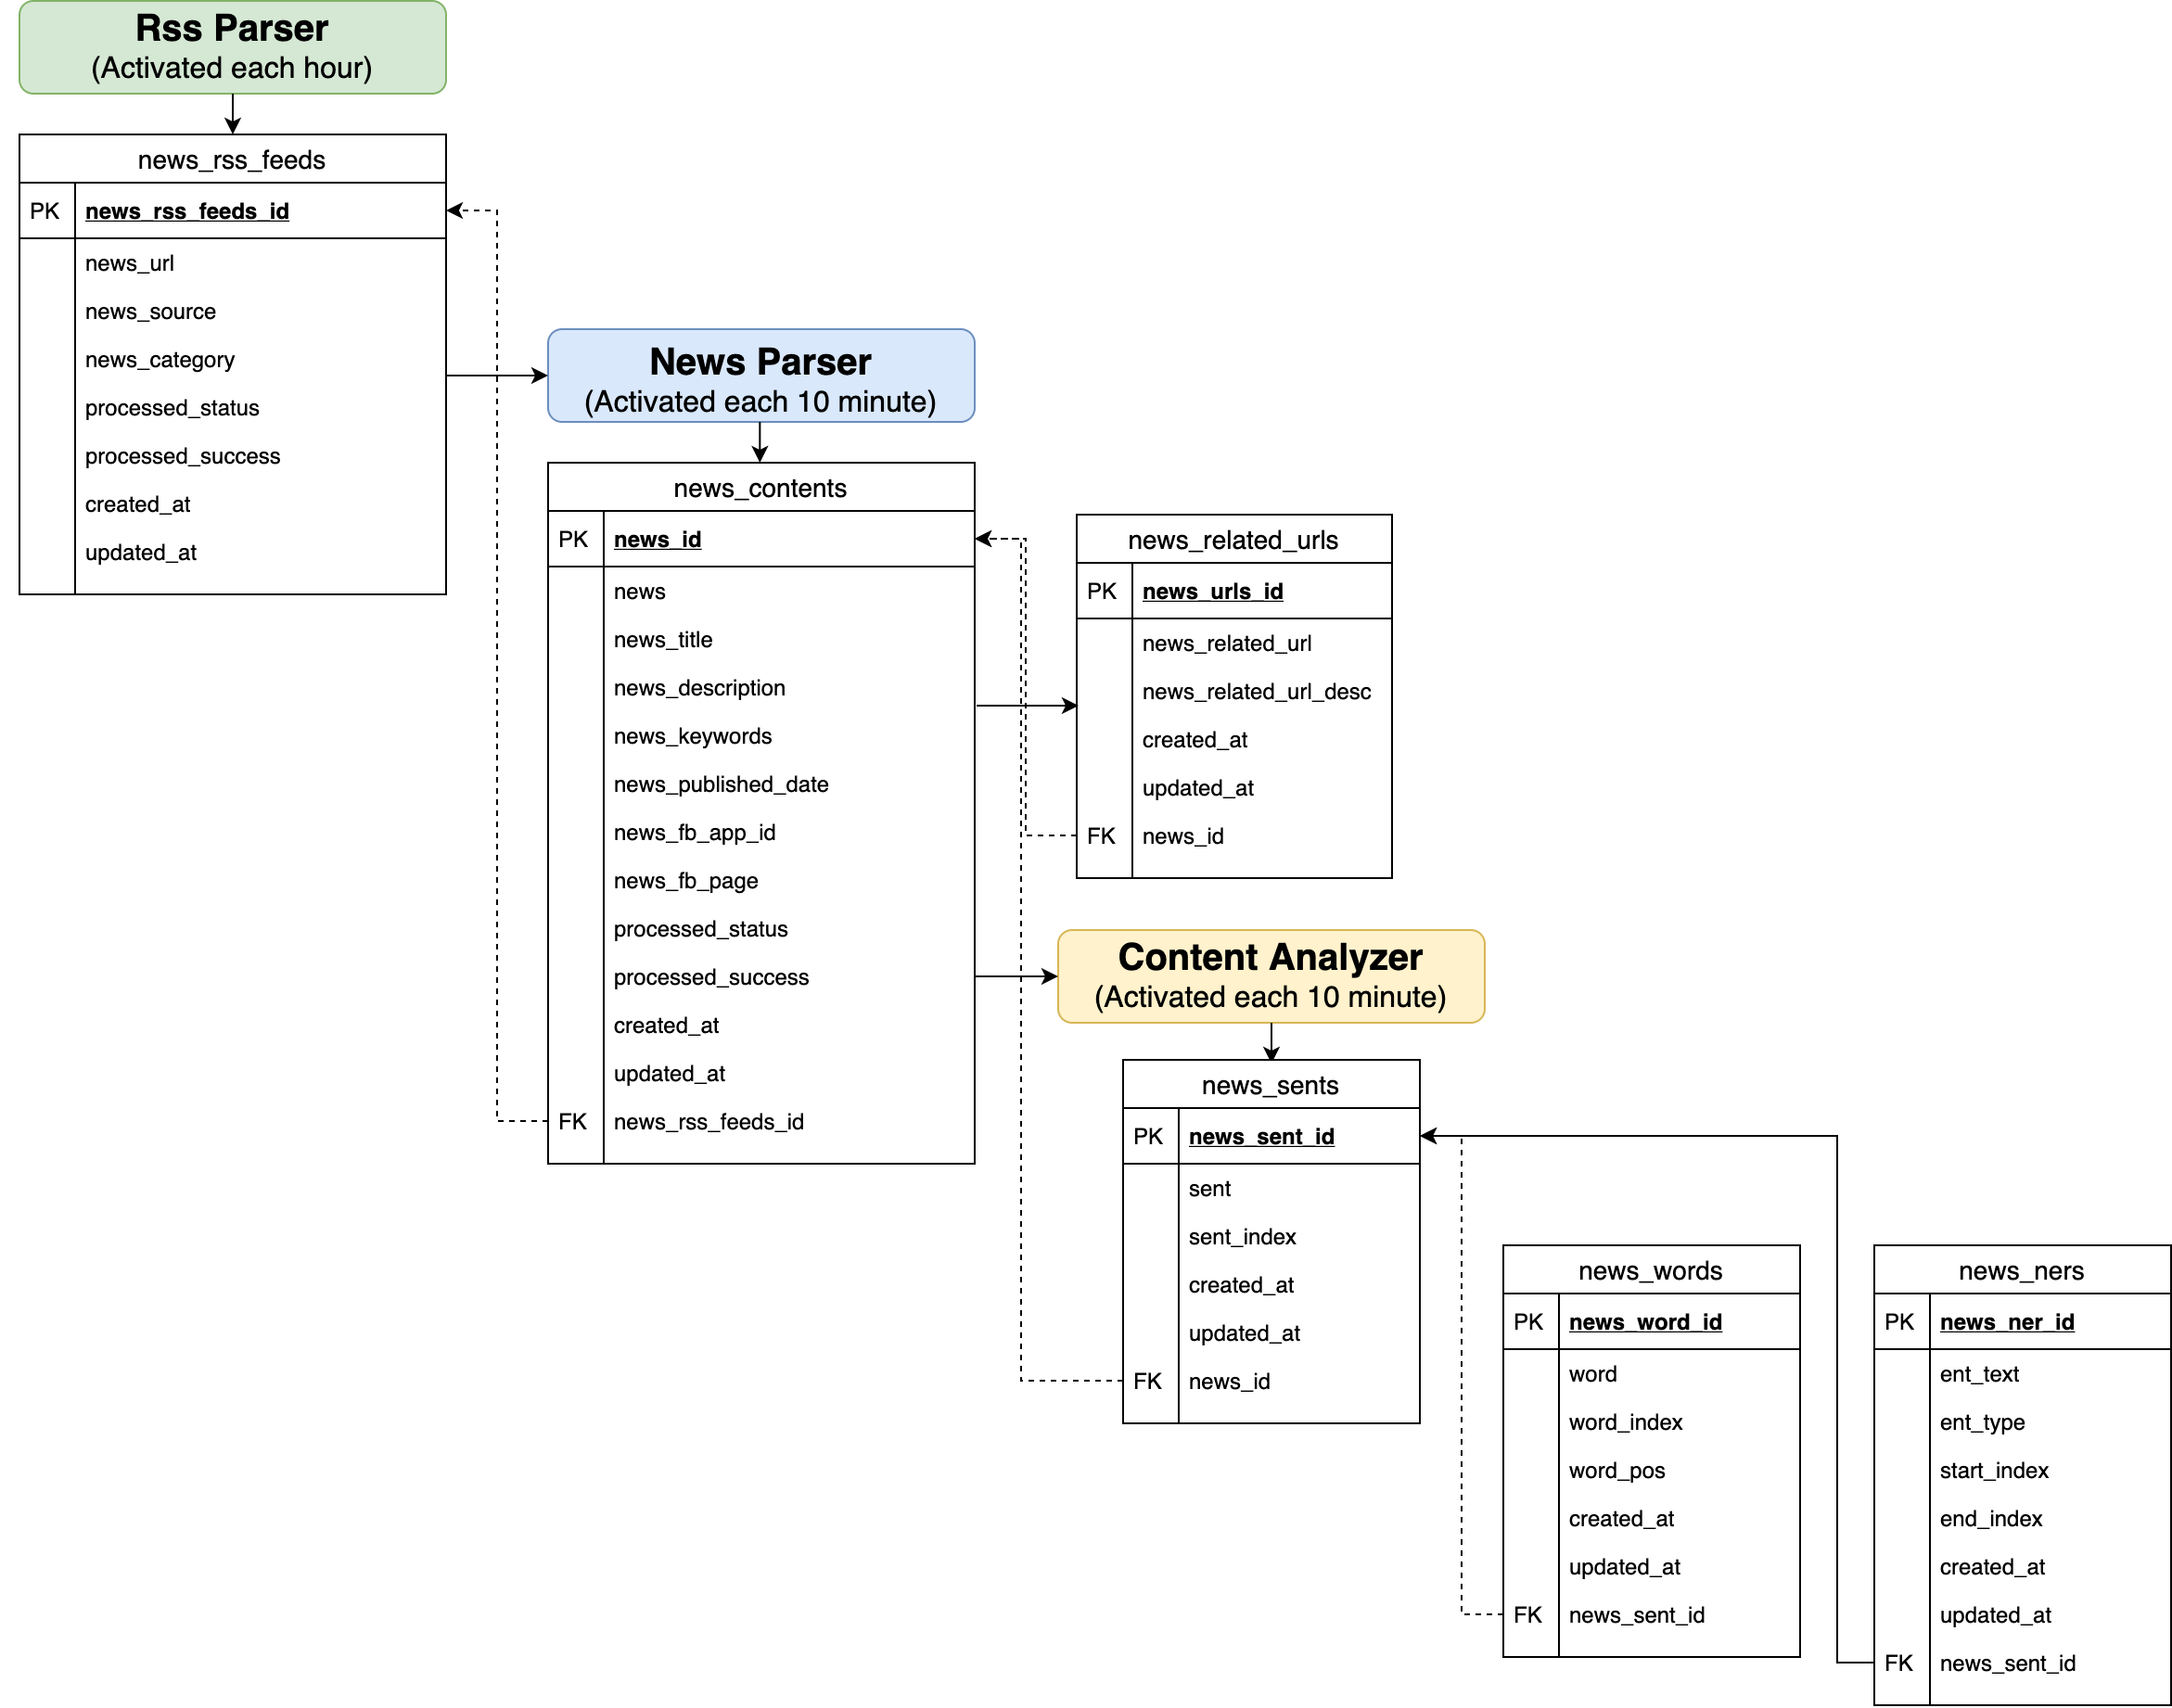 Rss Parser
(Activated each hour)
news_rss_feeds
PK news_rss_feeds_id
news_url
news_source
news_category
processed_status
processed_success
created_at
updated_at
News Parser
(Activated each 10 minute)
news_contents
PK news_id
news
news_title
news_description
news_keywords
news_published_date
news_fb_app_id
news_fb_page
processed_status
processed_success
created_at
updated_at
FK news_rss_feeds_id
news_related_urls
PK news_urls_id
news_related_url
news_related_url_desc
created_at
updated_at
FK news_id
Content Analyzer
(Activated each 10 minute)
news_sents
PK news_sent_id
sent
sent_index
created_at
updated_at
FK news_id
news_words
PK news_word_id
word
word_index
word_pos
created_at
updated_at
FK news_sent_id
news_ners
PK news_ner_id
ent_text
ent_type
start_index
end_index
created_at
updated_at
FK news_sent_id